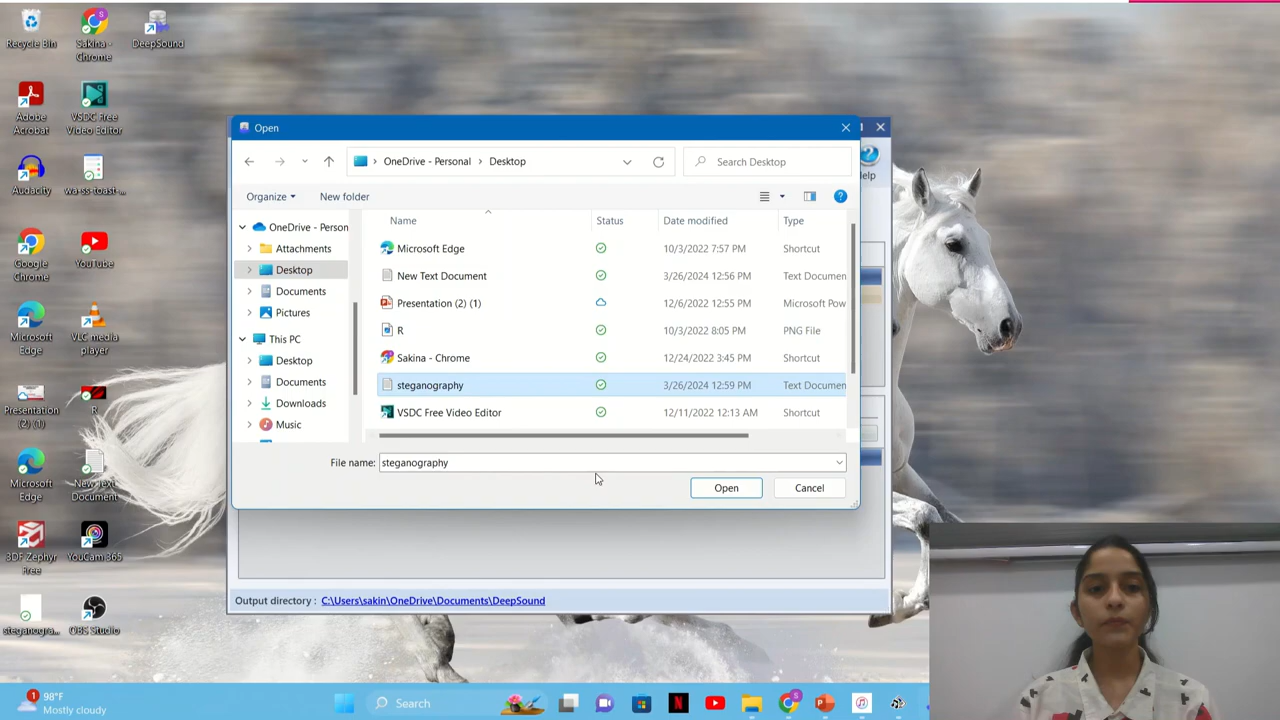 Recycle Bin
Sakina -
Chrome
DeepSound
Adobe
Acrobat
VSDC Free
Video Editor
Audacity
wa-ss-toast-...
Google
Chrome
YouTube
Microsoft
Edge
VLC media
player
Presentation
(2) (1)
R
Microsoft
Edge
New Text
Document
3DF Zephyr
Free
YouCam 365
steganogra...
OBS Studio
Open
elp
OneDrive - Personal
Desktop
Search Desktop
Organize
New folder
Name
Status
Date modified
Type
OneDrive - Person
Attachments
Desktop
Documents
Pictures
This PC
Desktop
Documents
Downloads
Music
Microsoft Edge 10/3/2022 7:57 PM Shortcut
New Text Document 3/26/2024 12:56 PM Text Documen
Presentation (2) (1) 12/6/2022 12:55 PM Microsoft Pow
R 10/3/2022 8:05 PM PNG File
Sakina - Chrome 12/24/2022 3:45 PM Shortcut
steganography 3/26/2024 12:59 PM Text Documen
VSDC Free Video Editor 12/11/2022 12:13 AM Shortcut
File name: steganography
Open
Cancel
Output directory : C:\Users\sakin\OneDrive\Documents\DeepSound
1
98°F
Mostly cloudy
Search
N
S